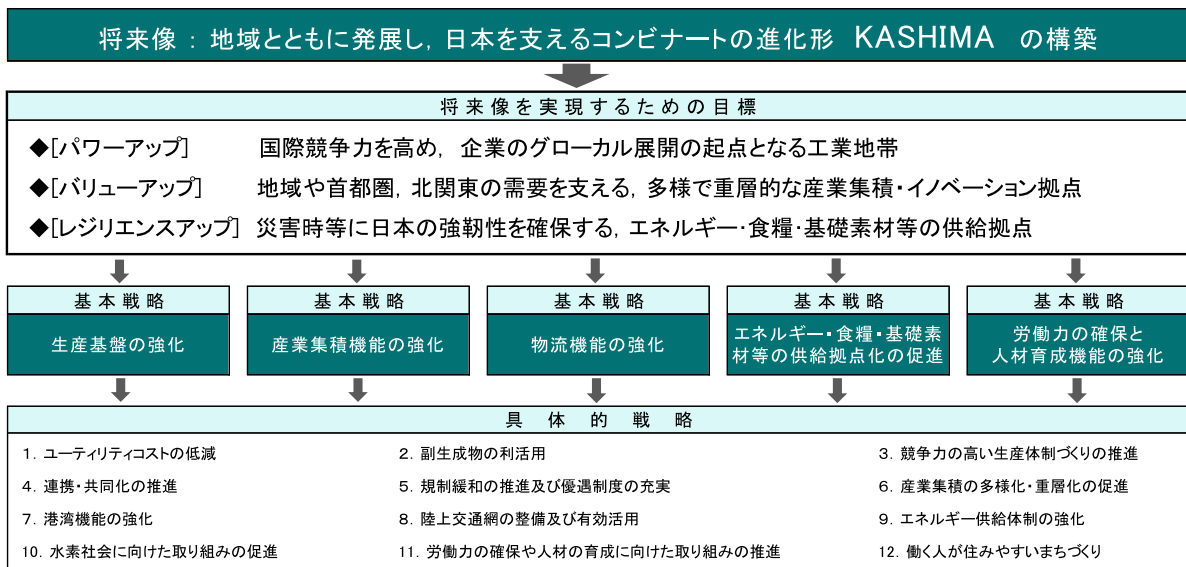 将来像：地域とともに発展し，日本を支えるコンビナートの進化形　KASHIMA　の構築
将来像を実現するための目標
◆[パワーアップ]　国際競争力を高め，企業のグローカル展開の起点となる工業地帯
◆[バリューアップ]　地域や首都圏，北関東の需要を支える，多様で重層的な産業集積・イノベーション拠点
◆[レジリエンスアップ]　災害時等に日本の強靭性を確保する，エネルギー・食糧・基礎素材等の供給拠点
基本戦略
生産基盤の強化
基本戦略
産業集積機能の強化
基本戦略
物流機能の強化
基本戦略
エネルギー・食糧・基礎素
材等の供給拠点化の促進
基本戦略
労働力の確保と
人材育成機能の強化
具体的戦略
1．ユーティリティコストの低減
2．副生成物の利活用
3．競争力の高い生産体制づくりの推進
4．連携・共同化の推進
5．規制緩和の推進及び優遇制度の充実
6．産業集積の多様化・重層化の促進
7．港湾機能の強化
8．陸上交通網の整備及び有効活用
9．エネルギー供給体制の強化
10．水素社会に向けた取り組みの促進
11．労働力の確保や人材の育成に向けた取り組みの推進
12．働く人が住みやすいまちづくり